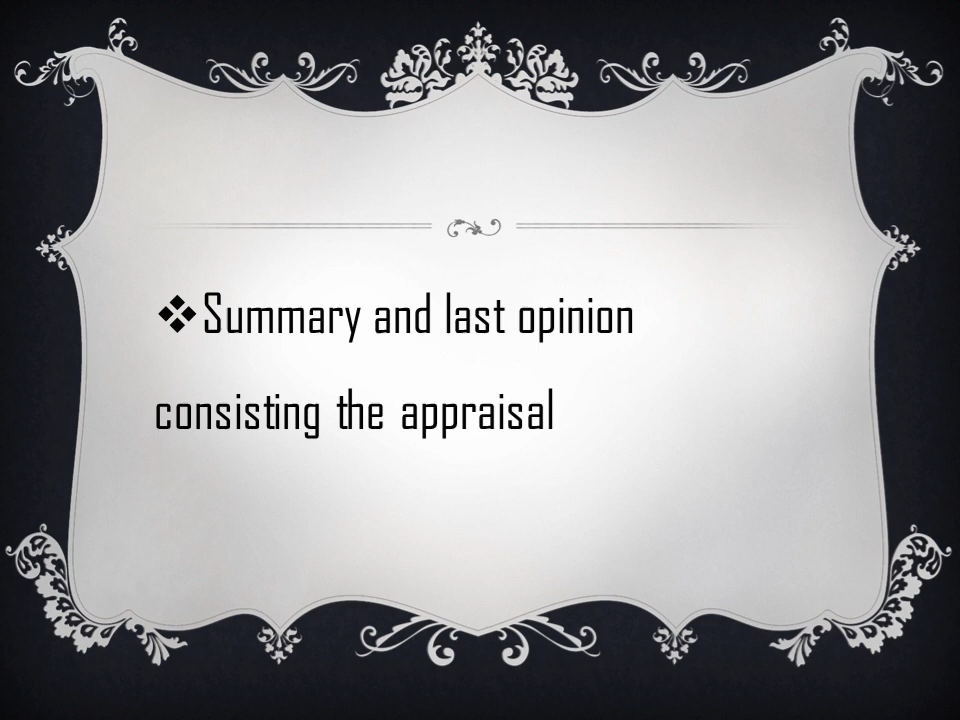 ❖Summary and last opinion
consisting the appraisal